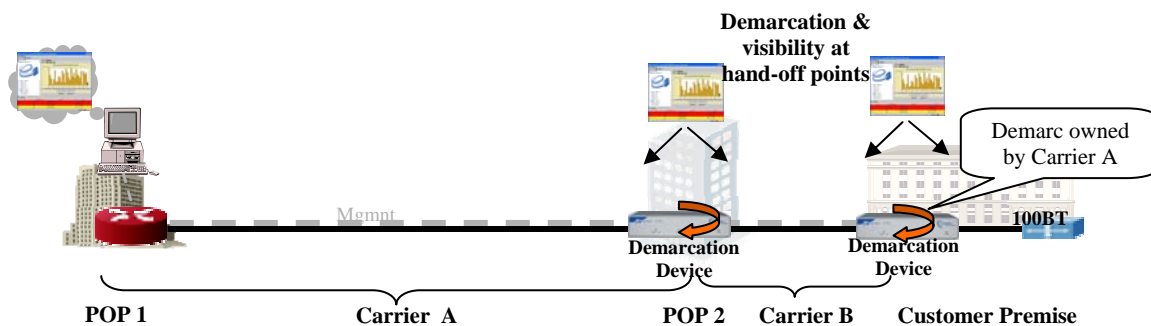 Demarcation &
visibility at
hand-off points
Demarc owned
by Carrier A
Mgmnt
100BT
Demarcation
Device
Demarcation
Device
POP 1
Carrier A
POP 2
Carrier B
Customer Premise